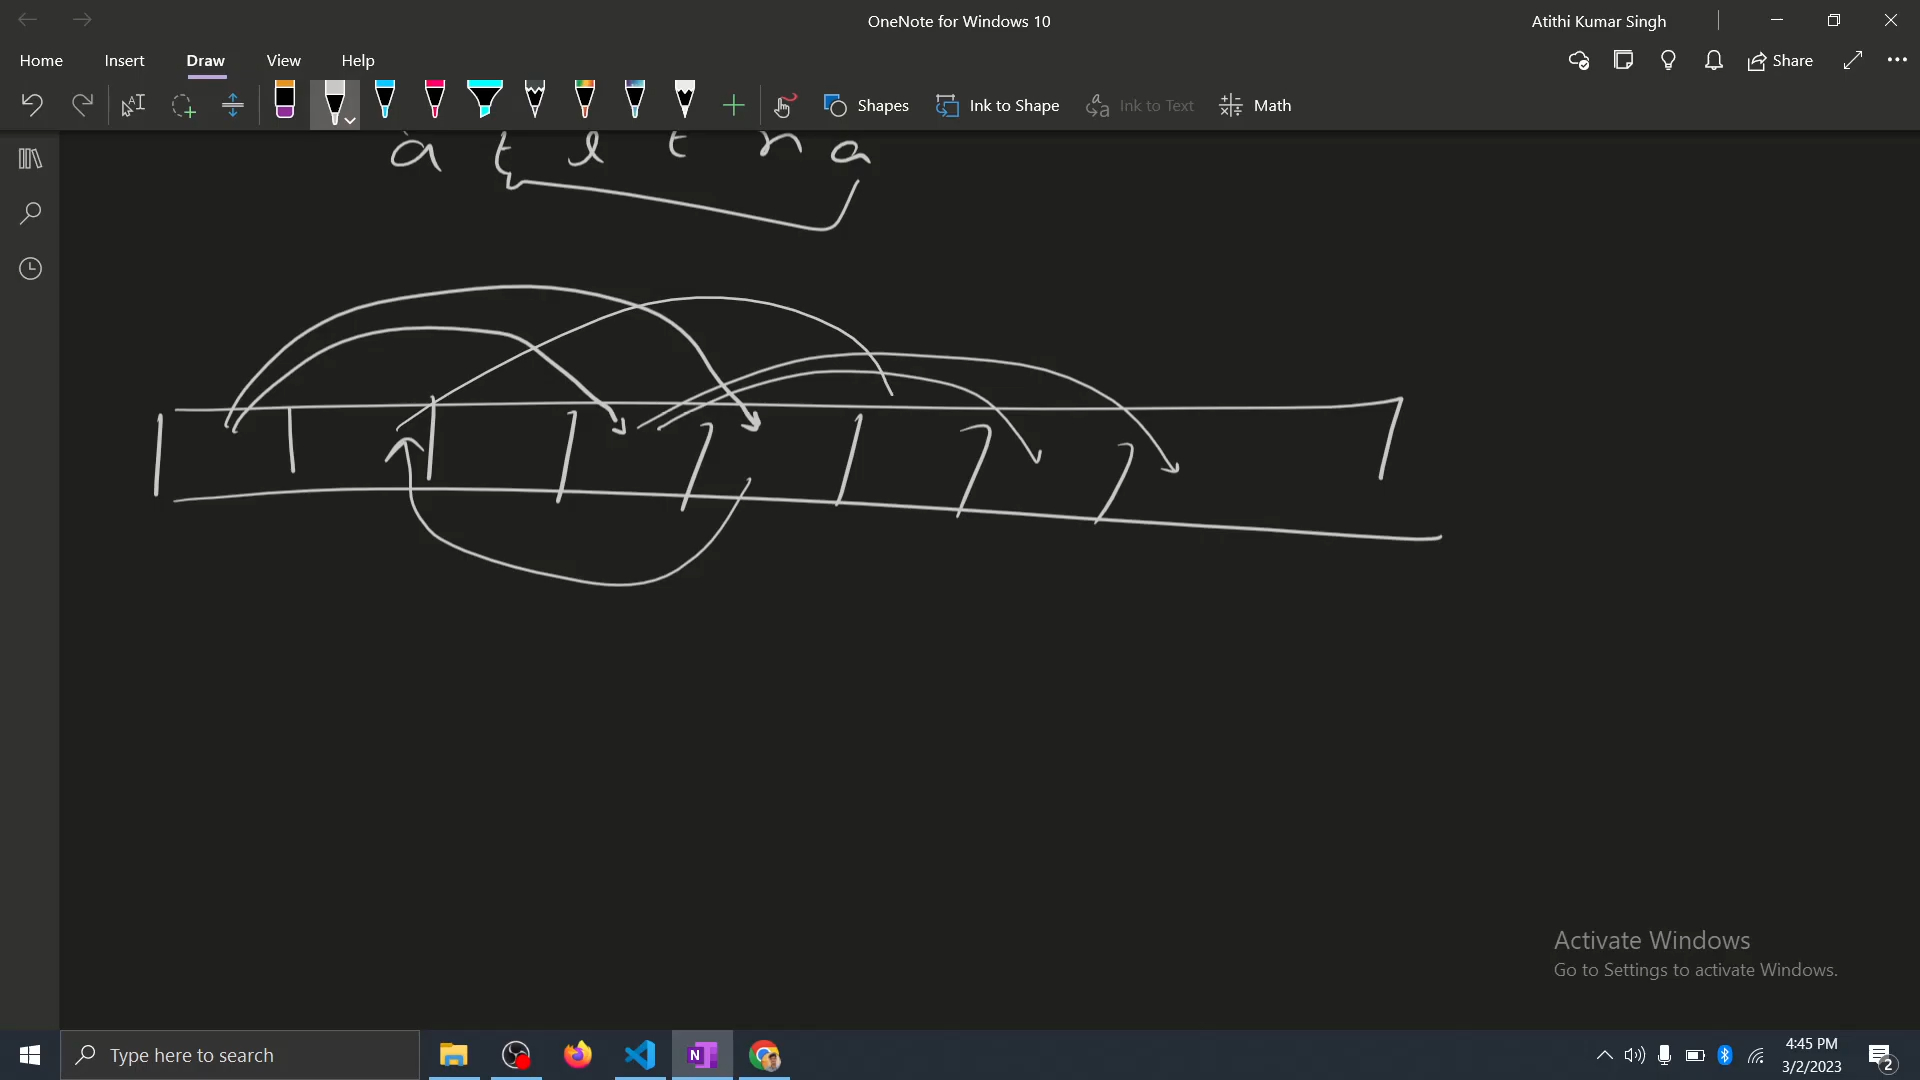 OneNote for Windows 10
Atithi Kumar Singh
Home Insert Draw View Help
Share
Shapes Ink to Shape Ink to Text Math
a t l t n a
Activate Windows
Go to Settings to activate Windows.
Type here to search
4:45 PM
3/2/2023
2